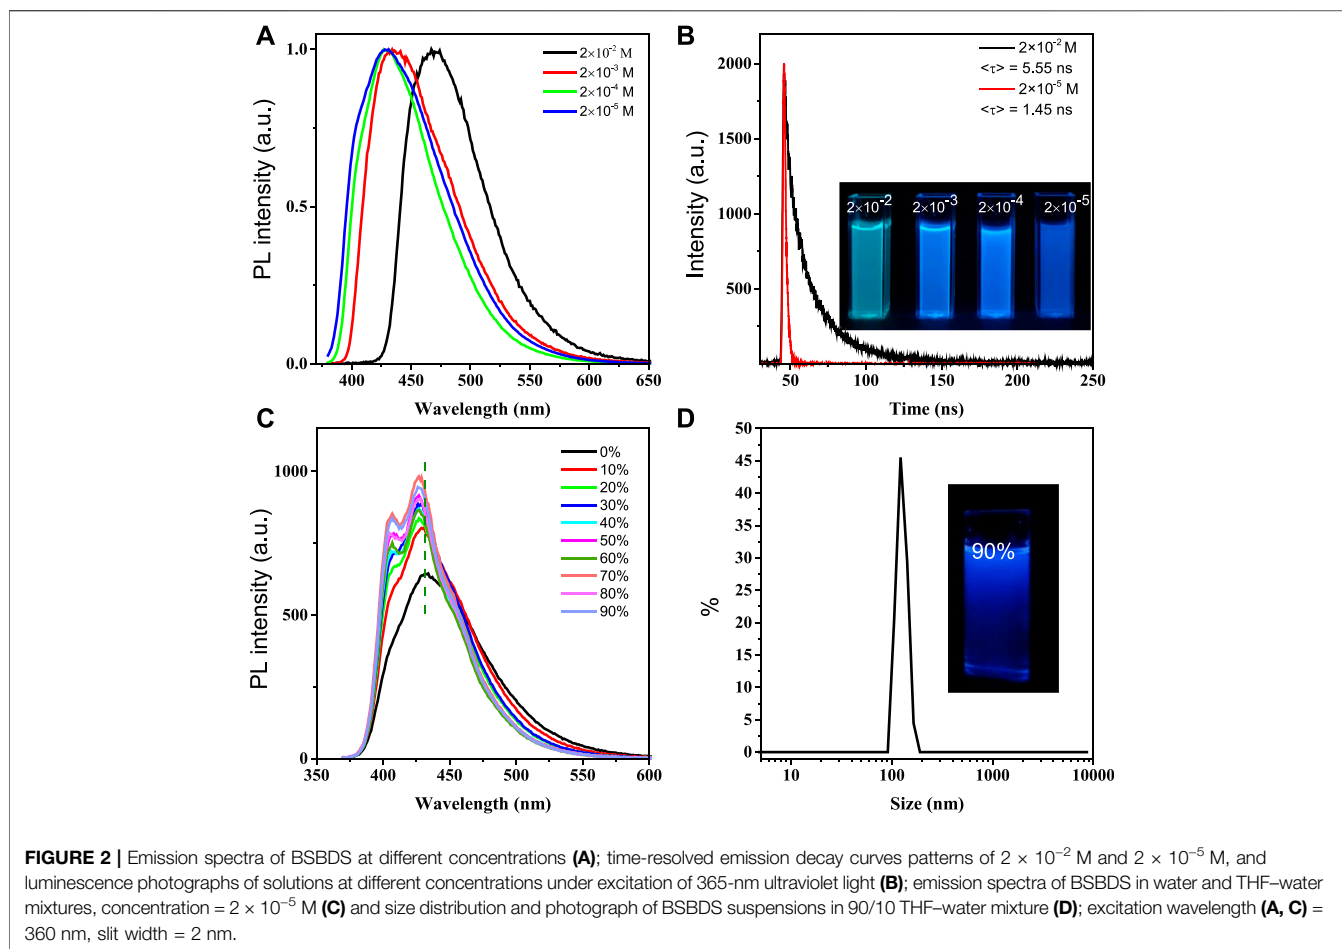 A
1.0
0.5
0.0
PL intensity (a.u.)
2×10⁻² M
2×10⁻³ M
2×10⁻⁴ M
2×10⁻⁵ M
400 450 500 550 600 650
Wavelength (nm)
B
2000
1500
1000
500
Intensity (a.u.)
2×10⁻² M
<τ> = 5.55 ns
2×10⁻⁵ M
<τ> = 1.45 ns
2×10⁻² 2×10⁻³ 2×10⁻⁴ 2×10⁻⁵
50 100 150 200 250
Time (ns)
C
1000
500
0
PL intensity (a.u.)
0%
10%
20%
30%
40%
50%
60%
70%
80%
90%
350 400 450 500 550 600
Wavelength (nm)
D
50
45
40
35
30
25
20
15
10
5
0
%
90%
10 100 1000 10000
Size (nm)
FIGURE 2 | Emission spectra of BSBDS at different concentrations (A); time-resolved emission decay curves patterns of 2 × 10⁻² M and 2 × 10⁻⁵ M, and
luminescence photographs of solutions at different concentrations under excitation of 365-nm ultraviolet light (B); emission spectra of BSBDS in water and THF–water
mixtures, concentration = 2 × 10⁻⁵ M (C) and size distribution and photograph of BSBDS suspensions in 90/10 THF–water mixture (D); excitation wavelength (A, C) =
360 nm, slit width = 2 nm.